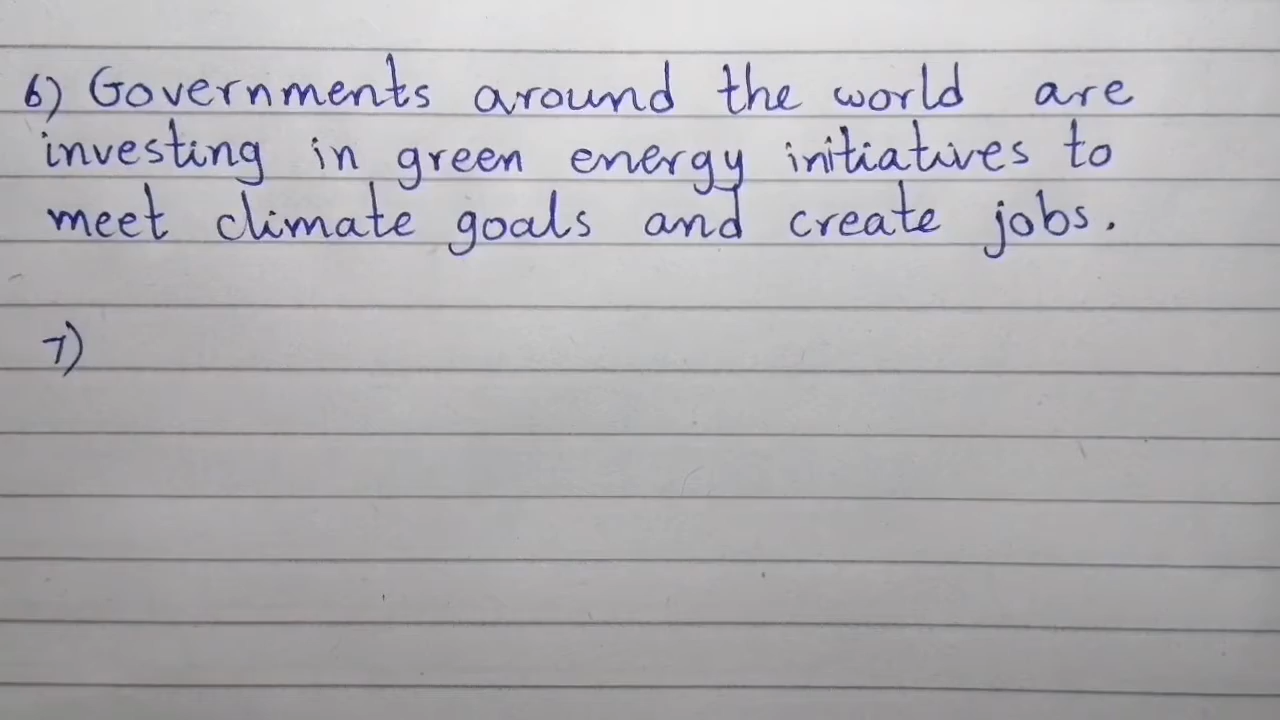 6) Governments around the world are
investing in green energy initiatives to
meet climate goals and create jobs.
7)